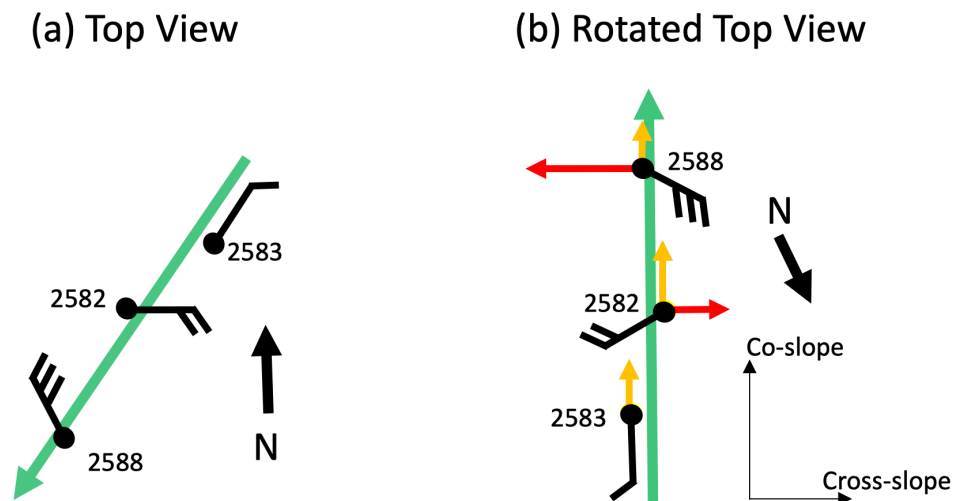 (a) Top View
2583
2582
2588
N
(b) Rotated Top View
2588
N
2582
Co-slope
2583
Cross-slope